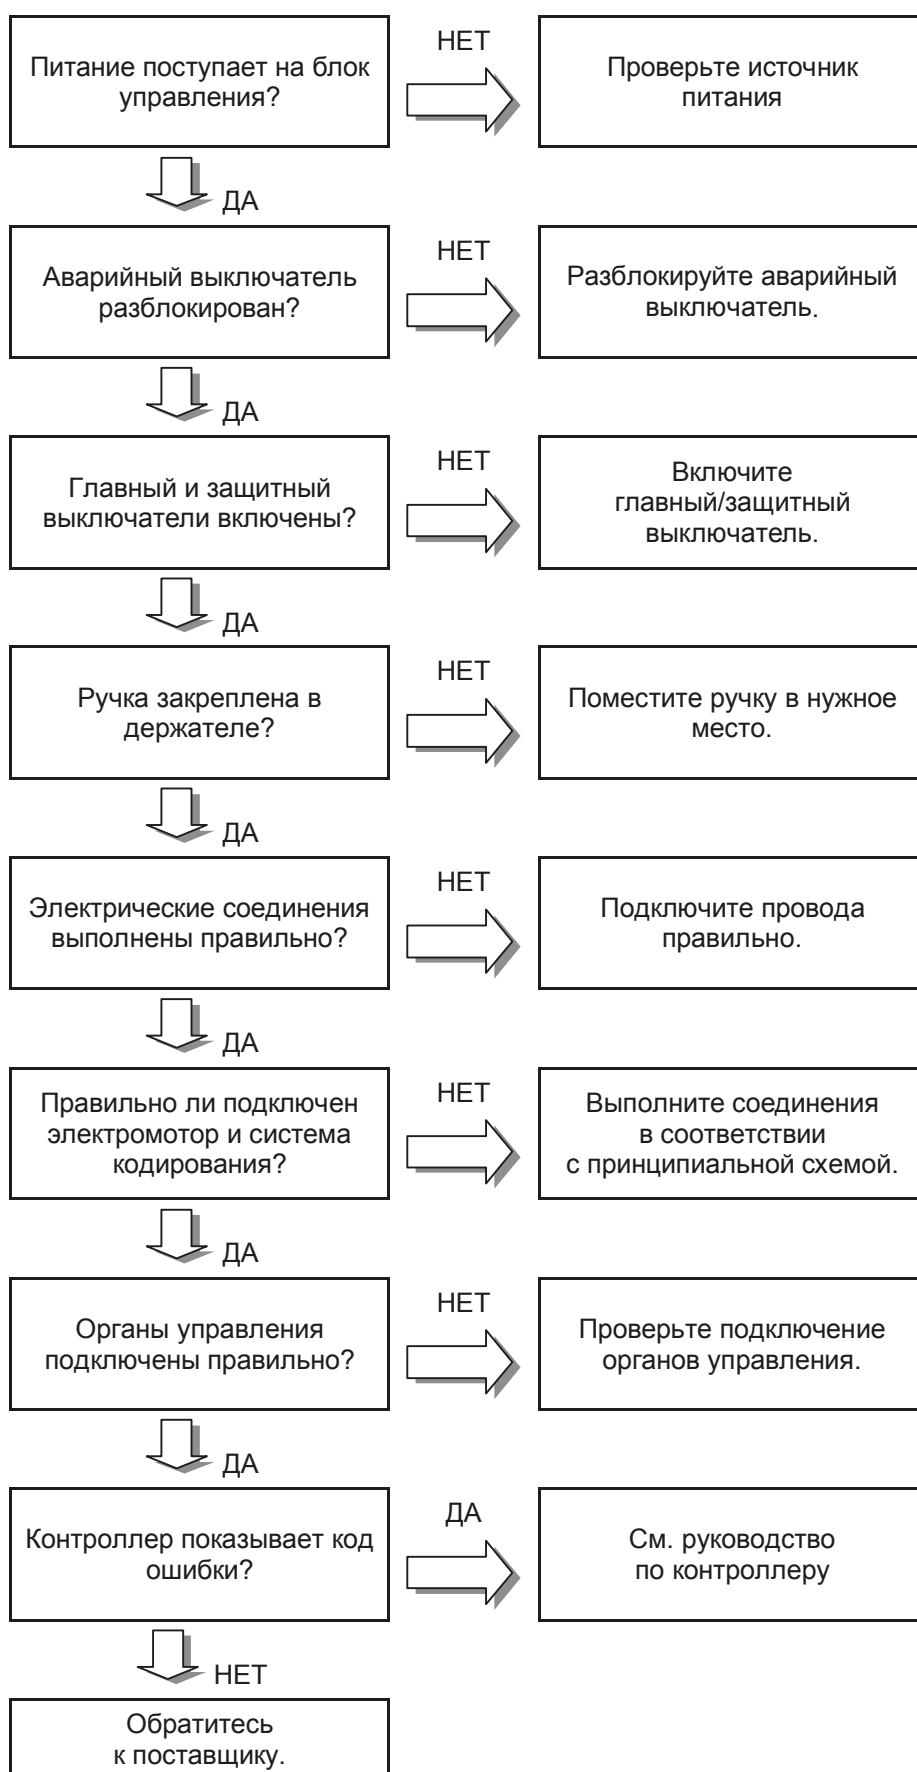 Питание поступает на блок
управления?
НЕТ
Проверьте источник
питания
ДА
Аварийный выключатель
разблокирован?
НЕТ
Разблокируйте аварийный
выключатель.
ДА
Главный и защитный
выключатели включены?
НЕТ
Включите
главный/защитный
выключатель.
ДА
Ручка закреплена в
держателе?
НЕТ
Поместите ручку в нужное
место.
ДА
Электрические соединения
выполнены правильно?
НЕТ
Подключите провода
правильно.
ДА
Правильно ли подключен
электромотор и система
кодирования?
НЕТ
Выполните соединения
в соответствии
с принципиальной схемой.
ДА
Органы управления
подключены правильно?
НЕТ
Проверьте подключение
органов управления.
ДА
Контроллер показывает код
ошибки?
ДА
См. руководство
по контроллеру
НЕТ
Обратитесь
к поставщику.